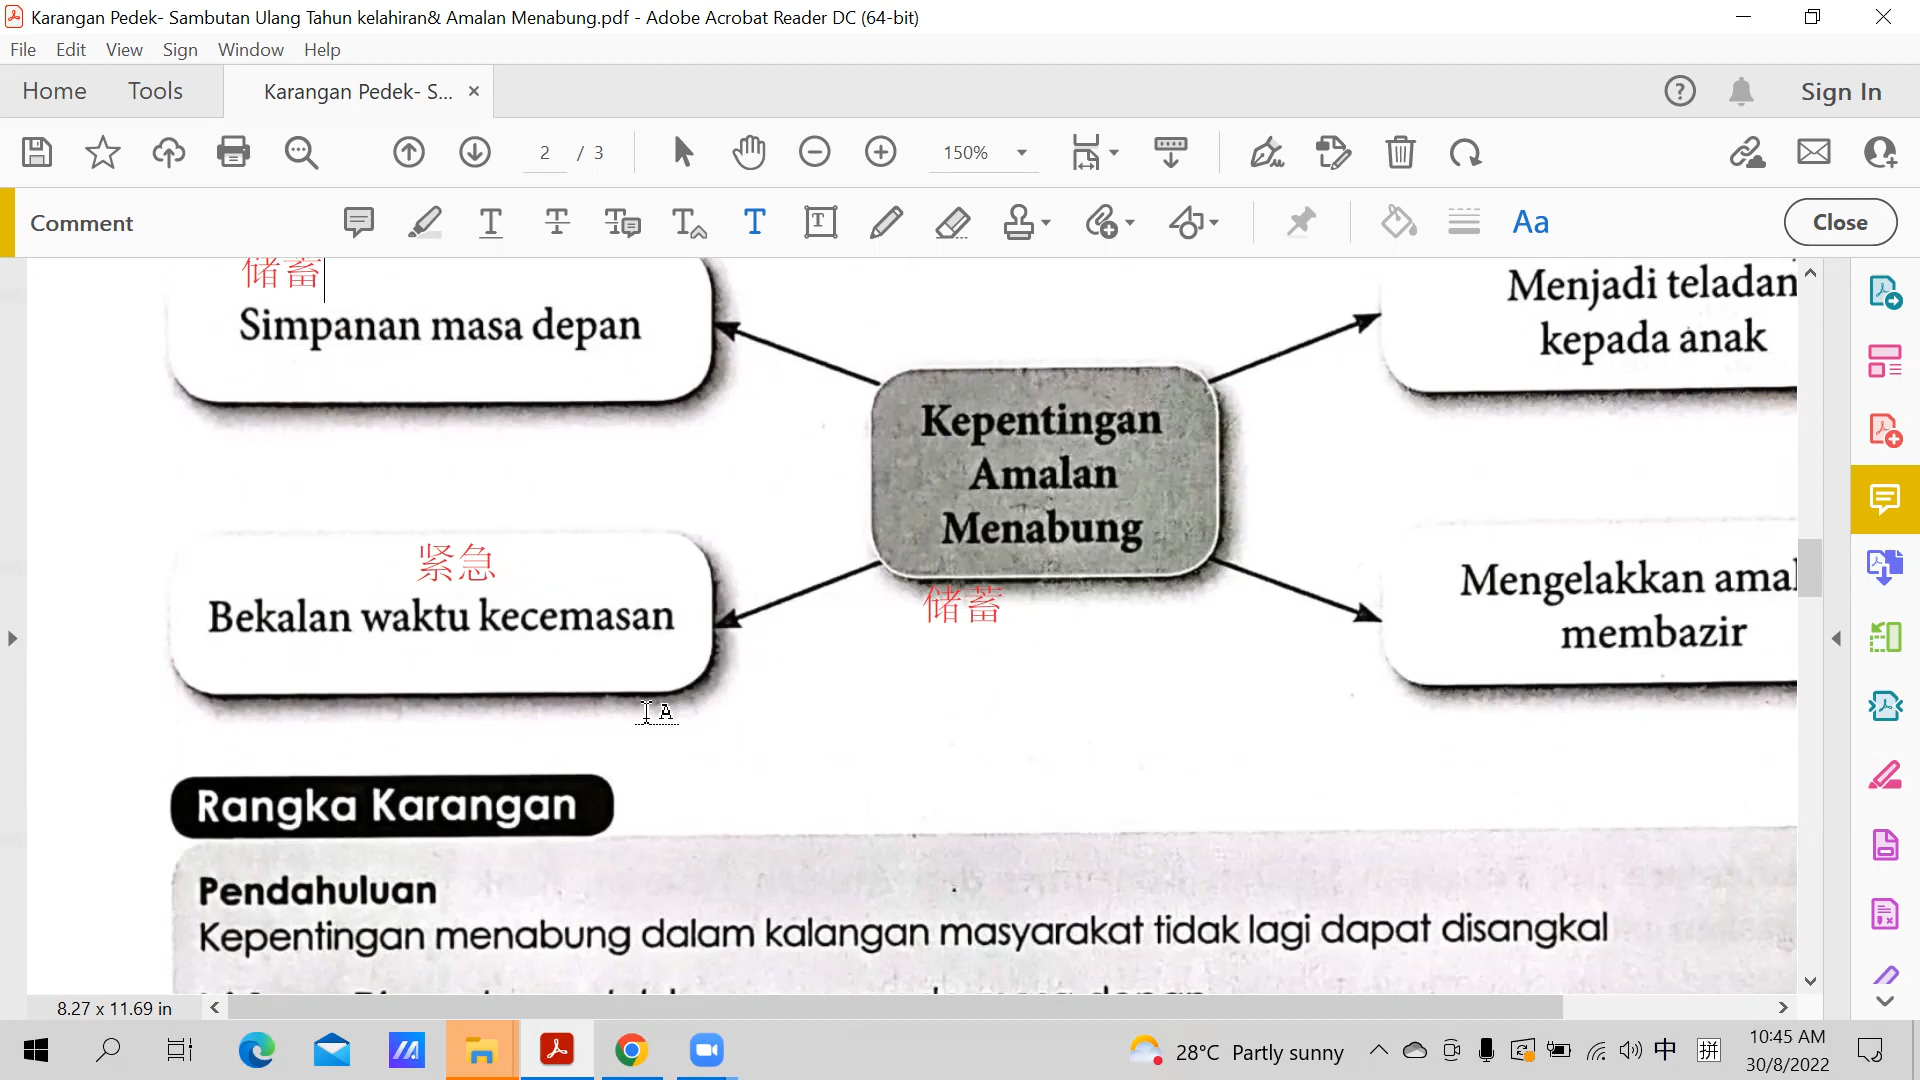 Karangan Pedek- Sambutan Ulang Tahun kelahiran& Amalan Menabung.pdf - Adobe Acrobat Reader DC (64-bit)
File Edit View Sign Window Help
Home Tools Karangan Pedek- S... × Sign In
2 / 3 150%
Comment Aa Close
储蓄
Simpanan masa depan
Menjadi teladan
kepada anak
Kepentingan
Amalan
Menabung
紧急
Bekalan waktu kecemasan
储蓄
Mengelakkan amal
membazir
Rangka Karangan
Pendahuluan
Kepentingan menabung dalam kalangan masyarakat tidak lagi dapat disangkal
8.27 x 11.69 in
28°C Partly sunny 中 拼 10:45 AM
30/8/2022